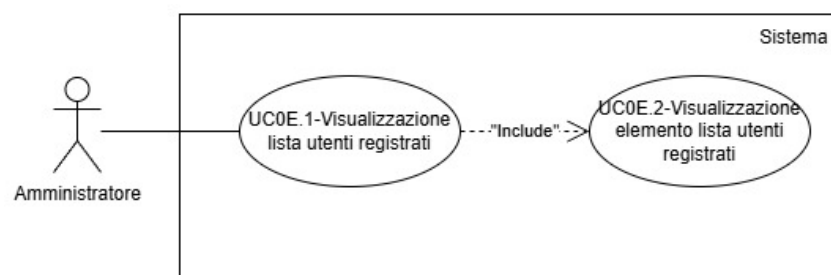 Sistema
UC0E.1-Visualizzazione
lista utenti registrati
"Include"
UC0E.2-Visualizzazione
elemento lista utenti
registrati
Amministratore